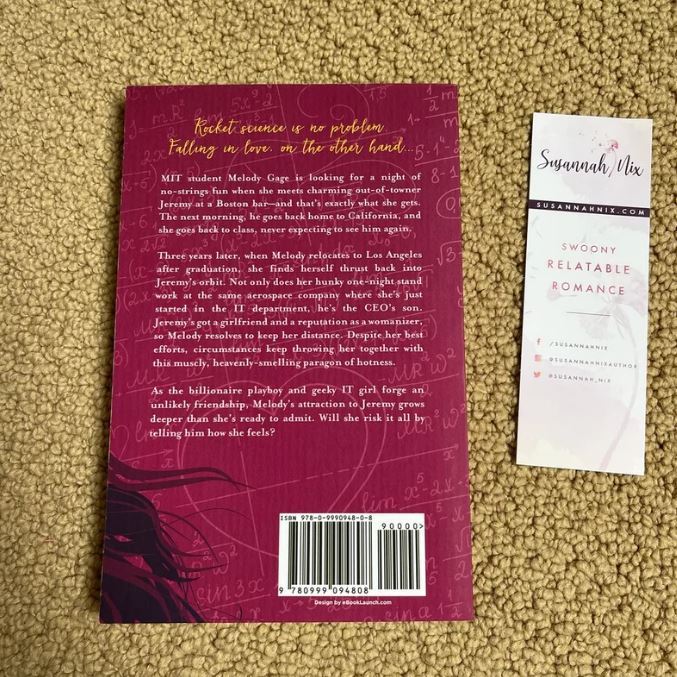 Rocket science is no problem
Falling in love, on the other hand...
MIT student Melody Gage is looking for a night of
no-strings fun when she meets charming out-of-towner
Jeremy at a Boston bar—and that's exactly what she gets.
The next morning, he goes back home to California, and
she goes back to class, never expecting to see him again.
Three years later, when Melody relocates to Los Angeles
after graduation, she finds herself thrust back into
Jeremy's orbit. Not only does her hunky one-night stand
work at the same aerospace company where she's just
started in the IT department, he's the CEO's son.
Jeremy's got a girlfriend and a reputation as a womanizer,
so Melody resolves to keep her distance. Despite her best
efforts, circumstances keep throwing her together with
this muscly, heavenly-smelling paragon of hotness.
As the billionaire playboy and geeky IT girl forge an
unlikely friendship, Melody's attraction to Jeremy grows
deeper than she's ready to admit. Will she risk it all by
telling him how she feels?
ISBN 978-0-9990948-0-8
90000>
9 780999 094808
Design by eBookLaunch.com
Susannah Nix
SUSANNAHNIX.COM
SWOONY
RELATABLE
ROMANCE
/SUSANNAHNIX
@SUSANNAHNIXAUTHOR
@SUSANNAH_NIX